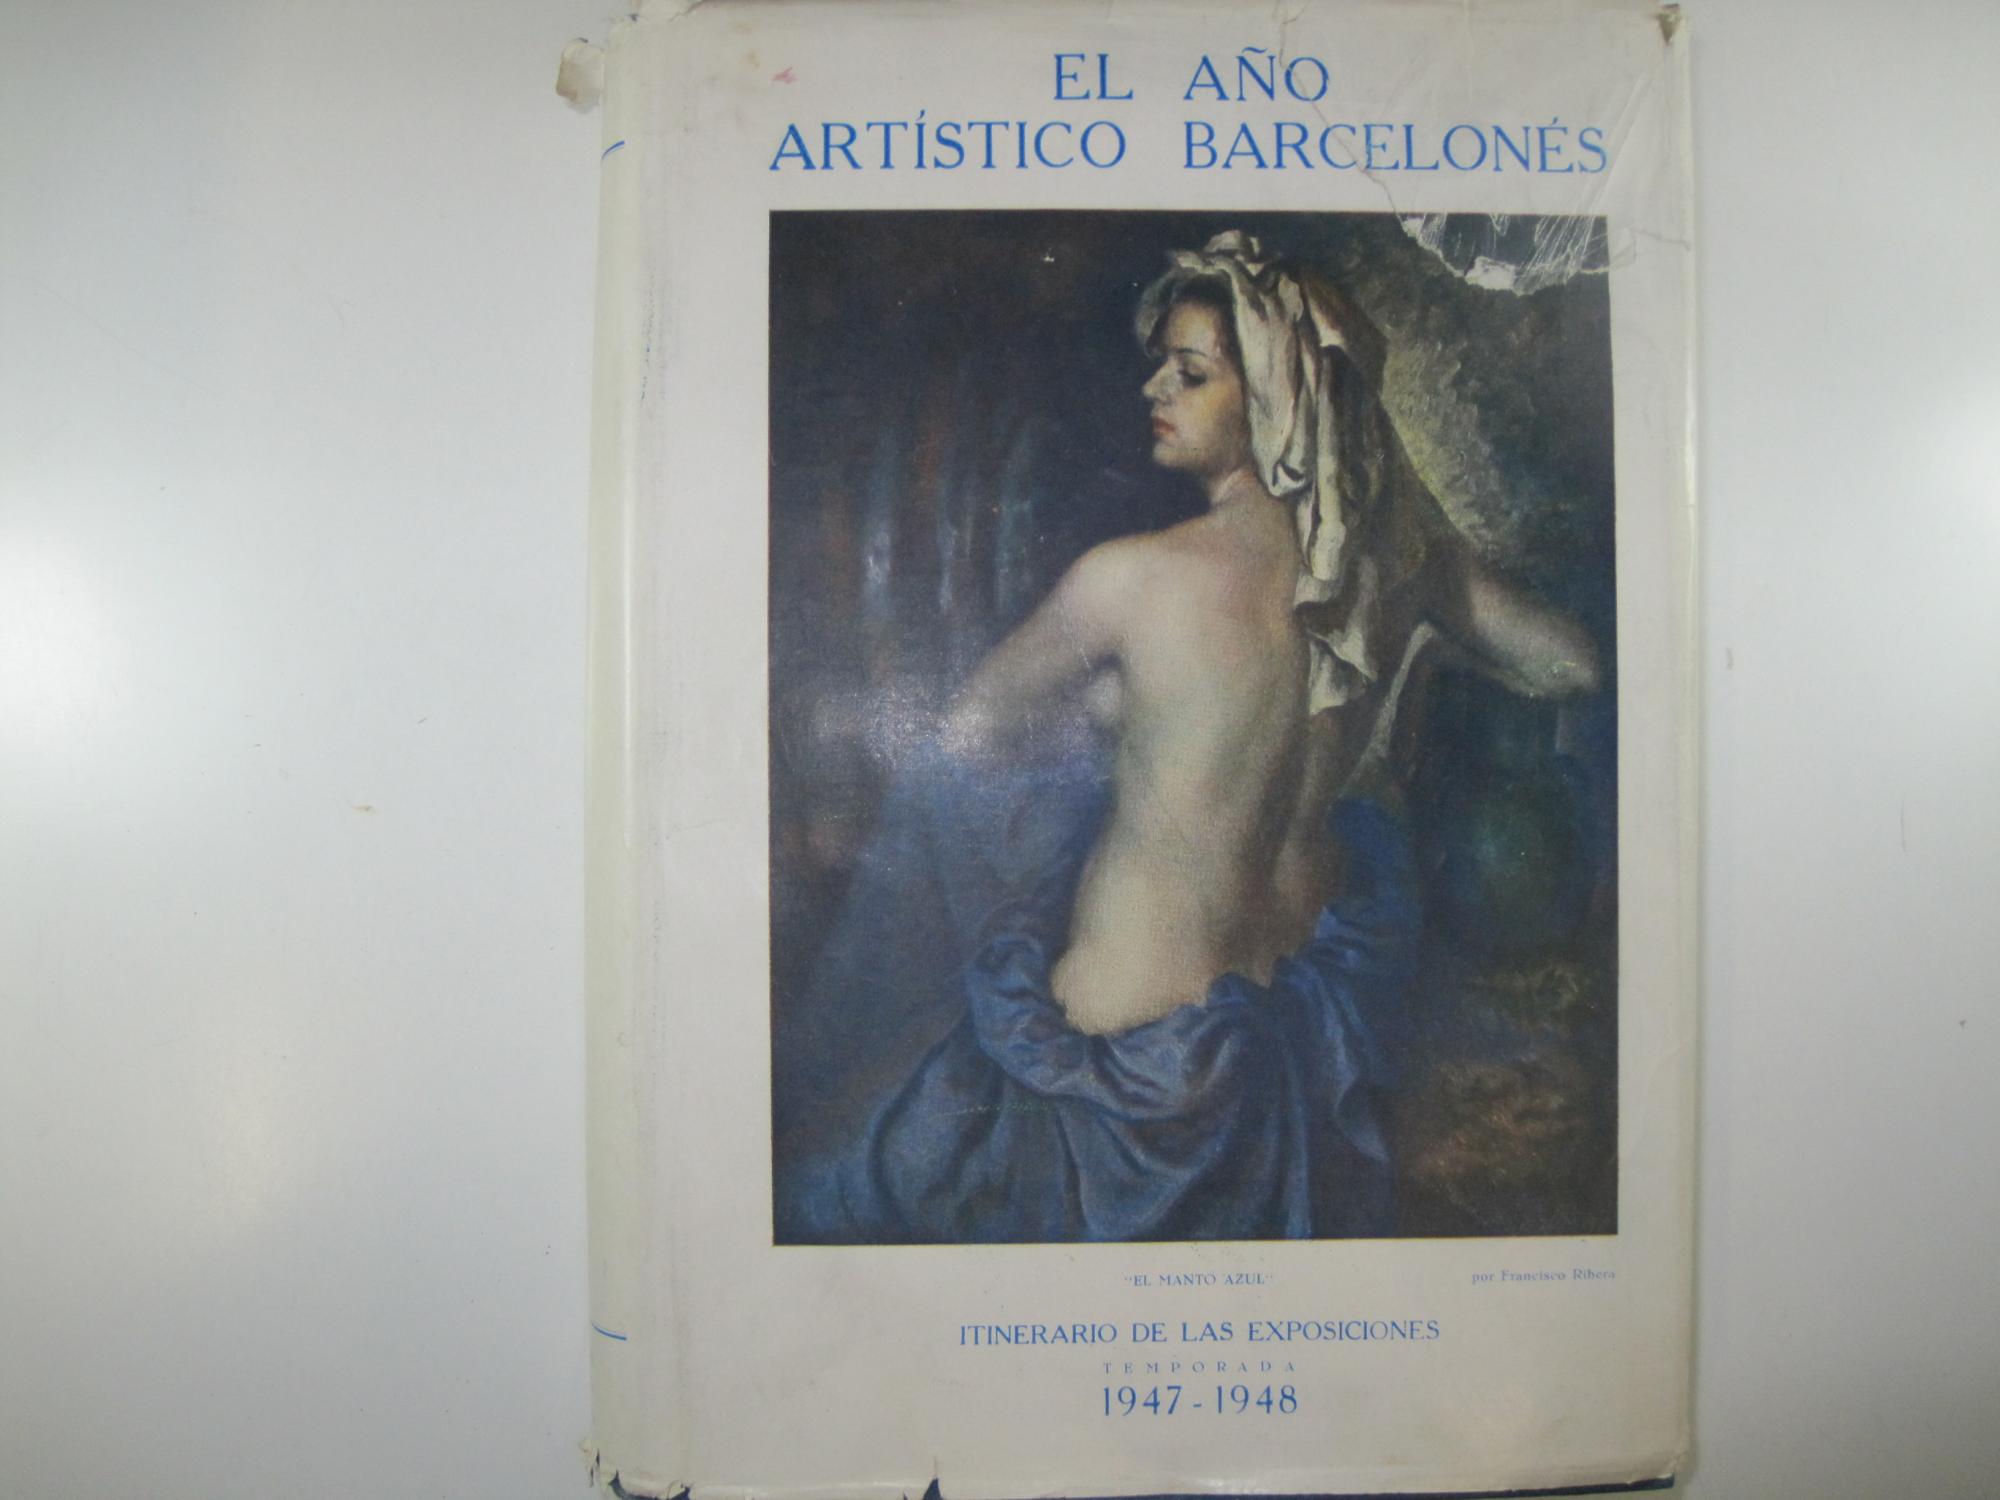 EL AÑO
ARTÍSTICO BARCELONÉS
"EL MANTO AZUL"
por Francisco Ribera
ITINERARIO DE LAS EXPOSICIONES
TEMPORADA
1947-1948